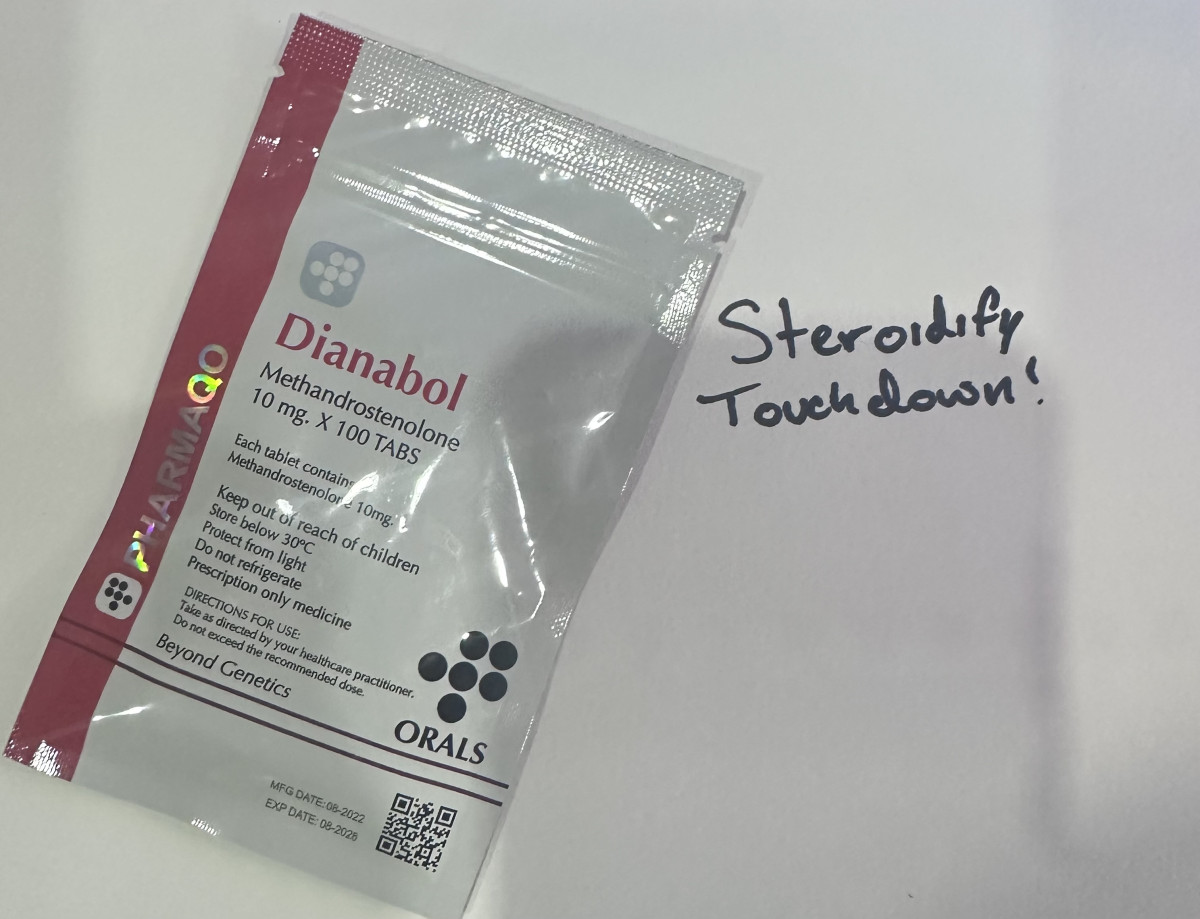 PHARMAQO
Dianabol
Methandrostenolone
10 mg. X 100 TABS
Each tablet contains
Methandrostenolone 10mg.
Keep out of reach of children
Store below 30°C
Protect from light
Do not refrigerate
Prescription only medicine
DIRECTIONS FOR USE:
Take as directed by your healthcare practitioner.
Do not exceed the recommended dose.
Beyond Genetics
ORALS
MFG DATE: 08-2022
EXP DATE: 08-2026
Steroidify
Touchdown!